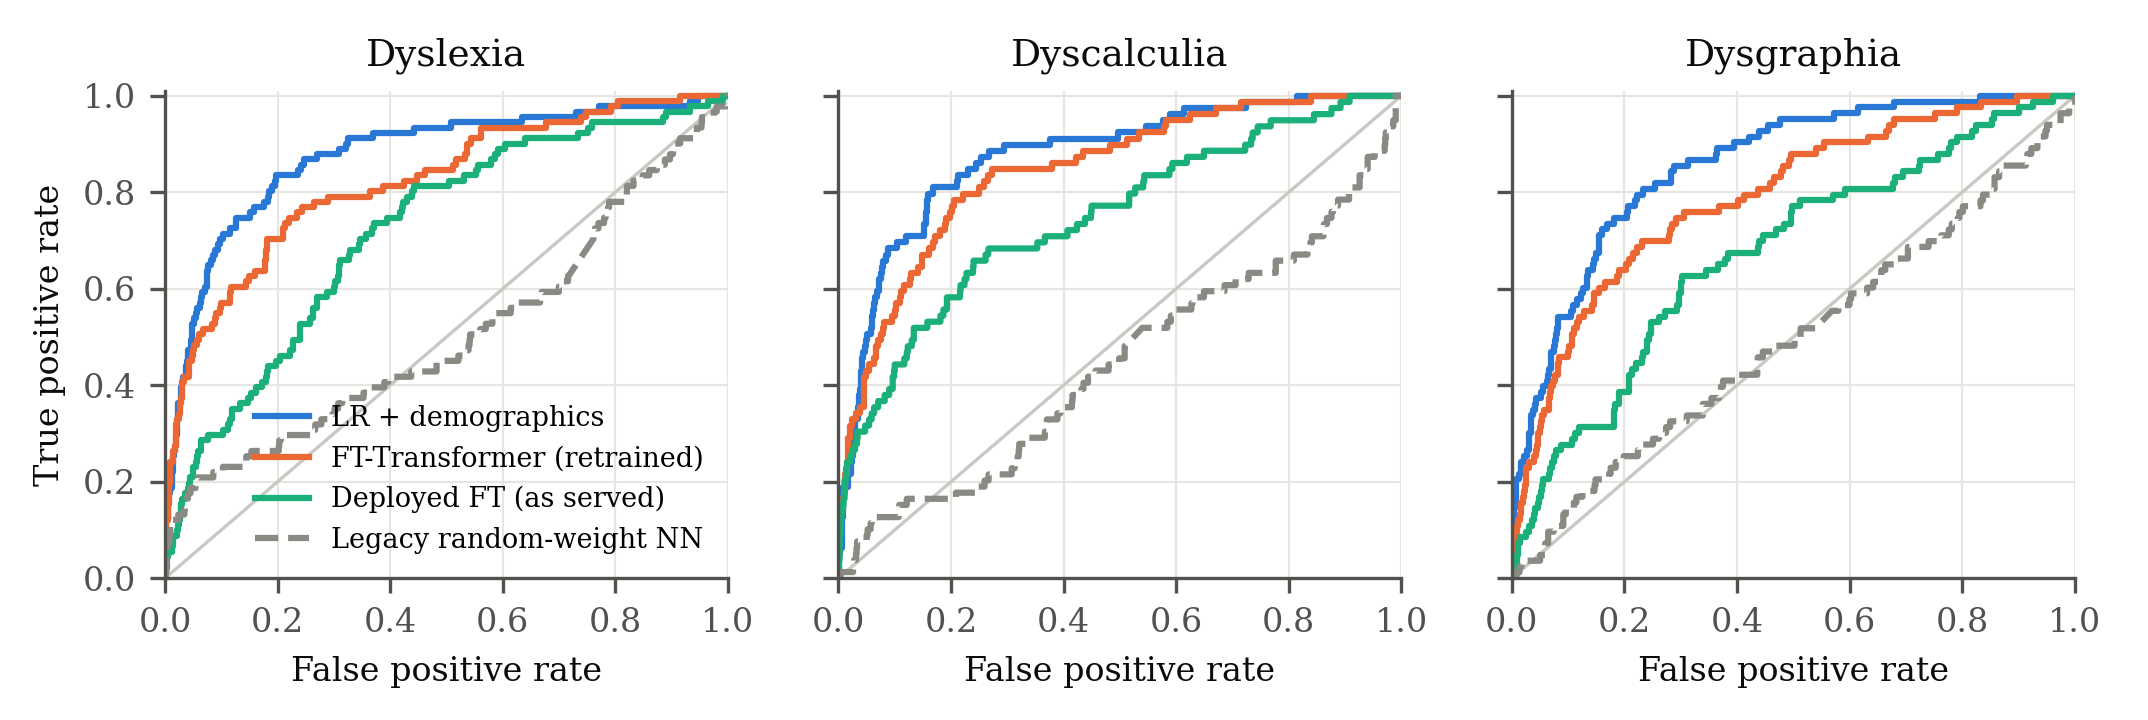 Dyslexia
Dyscalculia
Dysgraphia
True positive rate
1.0
0.8
0.6
0.4
0.2
0.0
LR + demographics
FT-Transformer (retrained)
Deployed FT (as served)
Legacy random-weight NN
0.0 0.2 0.4 0.6 0.8 1.0
0.0 0.2 0.4 0.6 0.8 1.0
0.0 0.2 0.4 0.6 0.8 1.0
False positive rate
False positive rate
False positive rate